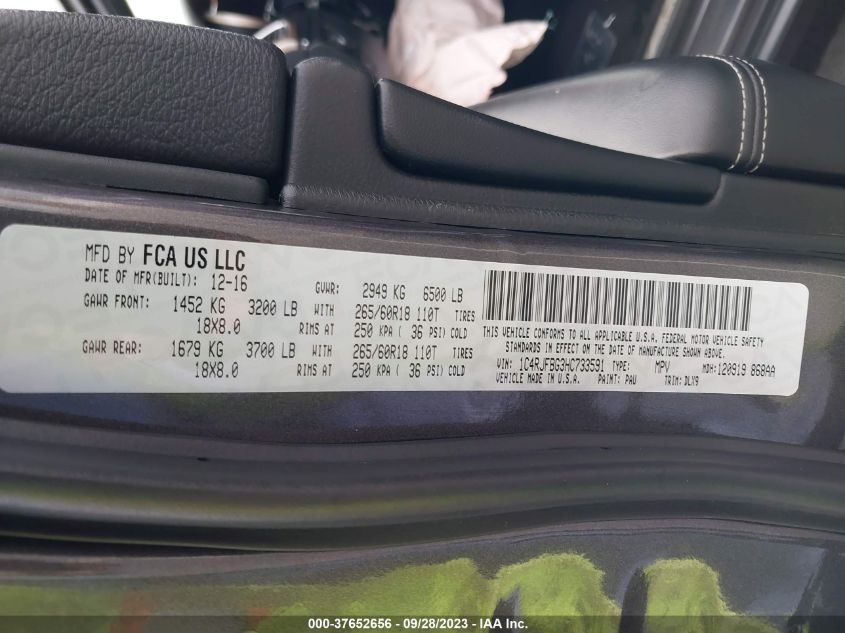 MFD BY FCA US LLC
DATE OF MFR(BUILT): 12-16 GVWR: 2949 KG 6500 LB
GAWR FRONT: 1452 KG 3200 LB WITH 265/60R18 110T TIRES
18X8.0 RIMS AT 250 KPA ( 36 PSI) COLD
GAWR REAR: 1679 KG 3700 LB WITH 265/60R18 110T TIRES
18X8.0 RIMS AT 250 KPA ( 36 PSI) COLD
THIS VEHICLE CONFORMS TO ALL APPLICABLE U.S.A. FEDERAL MOTOR VEHICLE SAFETY
STANDARDS IN EFFECT ON THE DATE OF MANUFACTURE SHOWN ABOVE.
VIN: 1C4RJFBG3HC733591 TYPE: MPV MDH: 120919 868AA
VEHICLE MADE IN U.S.A. PAINT: PAU TRIM: DLX9
000-37652656 - 09/28/2023 - IAA Inc.